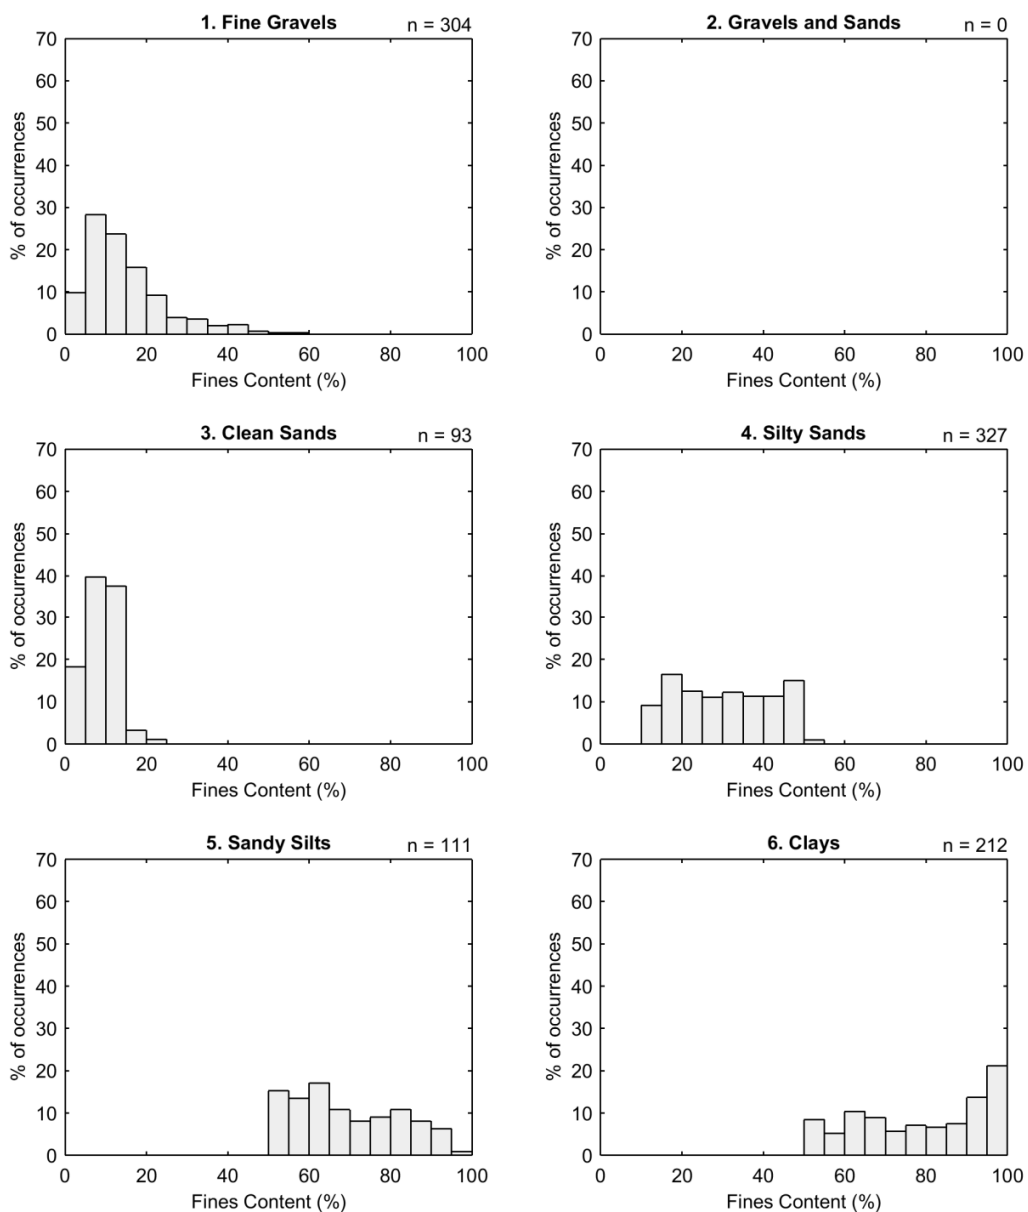 1. Fine Gravels
n = 304
70
60
50
40
30
20
10
0
% of occurrences
0 20 40 60 80 100
Fines Content (%)
2. Gravels and Sands
n = 0
70
60
50
40
30
20
10
0
% of occurrences
0 20 40 60 80 100
Fines Content (%)
3. Clean Sands
n = 93
70
60
50
40
30
20
10
0
% of occurrences
0 20 40 60 80 100
Fines Content (%)
4. Silty Sands
n = 327
70
60
50
40
30
20
10
0
% of occurrences
0 20 40 60 80 100
Fines Content (%)
5. Sandy Silts
n = 111
70
60
50
40
30
20
10
0
% of occurrences
0 20 40 60 80 100
Fines Content (%)
6. Clays
n = 212
70
60
50
40
30
20
10
0
% of occurrences
0 20 40 60 80 100
Fines Content (%)